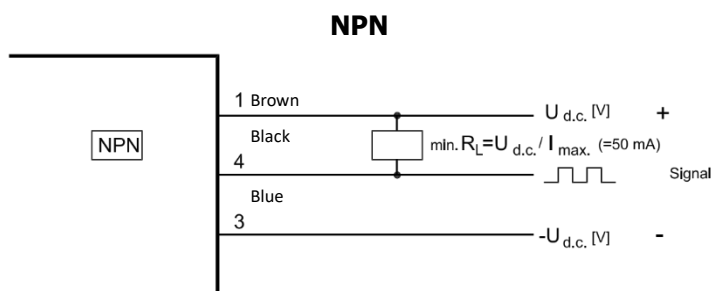 NPN
1 Brown
U d.c. [V] +
Black
NPN
min. RL=U d.c. / I max. (=50 mA)
4
Signal
Blue
3
-U d.c. [V] -